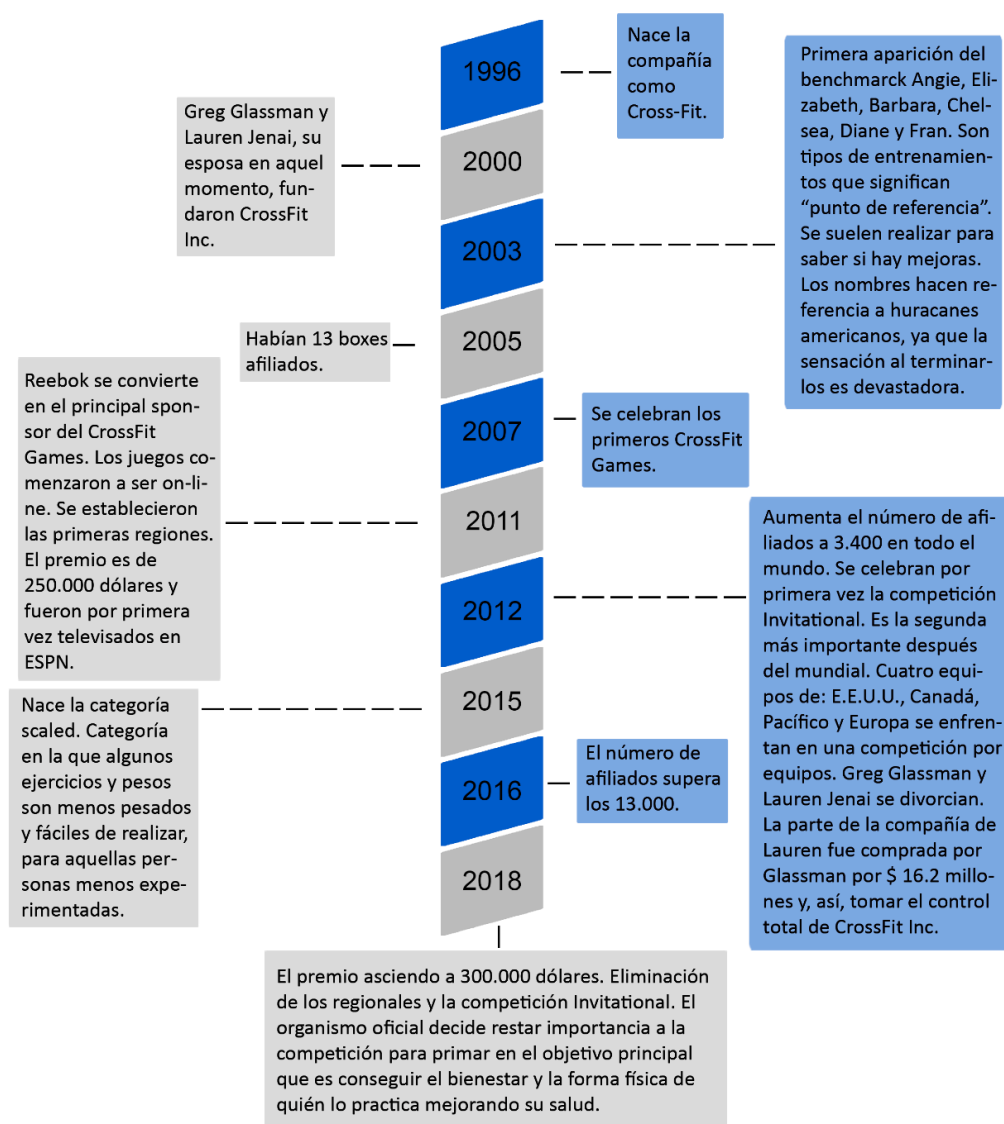 1996
Nace la
compañía
como
Cross-Fit.
2000
Greg Glassman y
Lauren Jenai, su
esposa en aquel
momento, fun-
daron CrossFit
Inc.
2003
Primera aparición del
benchmarck Angie, Eli-
zabeth, Barbara, Chel-
sea, Diane y Fran. Son
tipos de entrenamientos
que significan
“punto de referencia”.
Se suelen realizar para
saber si hay mejoras.
Los nombres hacen re-
ferencia a huracanes
americanos, ya que la
sensación al terminar-
los es devastadora.
2005
Habían 13 boxes
afiliados.
2007
Se celebran los
primeros CrossFit
Games.
2011
Reebok se convierte
en el principal spon-
sor del CrossFit
Games. Los juegos co-
menzaron a ser on-li-
ne. Se establecieron
las primeras regiones.
El premio es de
250.000 dólares y
fueron por primera
vez televisados en
ESPN.
2012
Aumenta el número de afi-
liados a 3.400 en todo el
mundo. Se celebran por
primera vez la competición
Invitational. Es la segunda
más importante después
del mundial. Cuatro equi-
pos de: E.E.U.U., Canadá,
Pacífico y Europa se enfren-
tan en una competición por
equipos. Greg Glassman y
Lauren Jenai se divorcian.
La parte de la compañía de
Lauren fue comprada por
Glassman por $ 16.2 millo-
nes y, así, tomar el control
total de CrossFit Inc.
2015
Nace la categoría
scaled. Categoría
en la que algunos
ejercicios y pesos
son menos pesados
y fáciles de realizar,
para aquellas per-
sonas menos expe-
rimentadas.
2016
El número de
afiliados supera
los 13.000.
2018
El premio asciendo a 300.000 dólares. Eliminación
de los regionales y la competición Invitational. El
organismo oficial decide restar importancia a la
competición para primar en el objetivo principal
que es conseguir el bienestar y la forma física de
quién lo practica mejorando su salud.